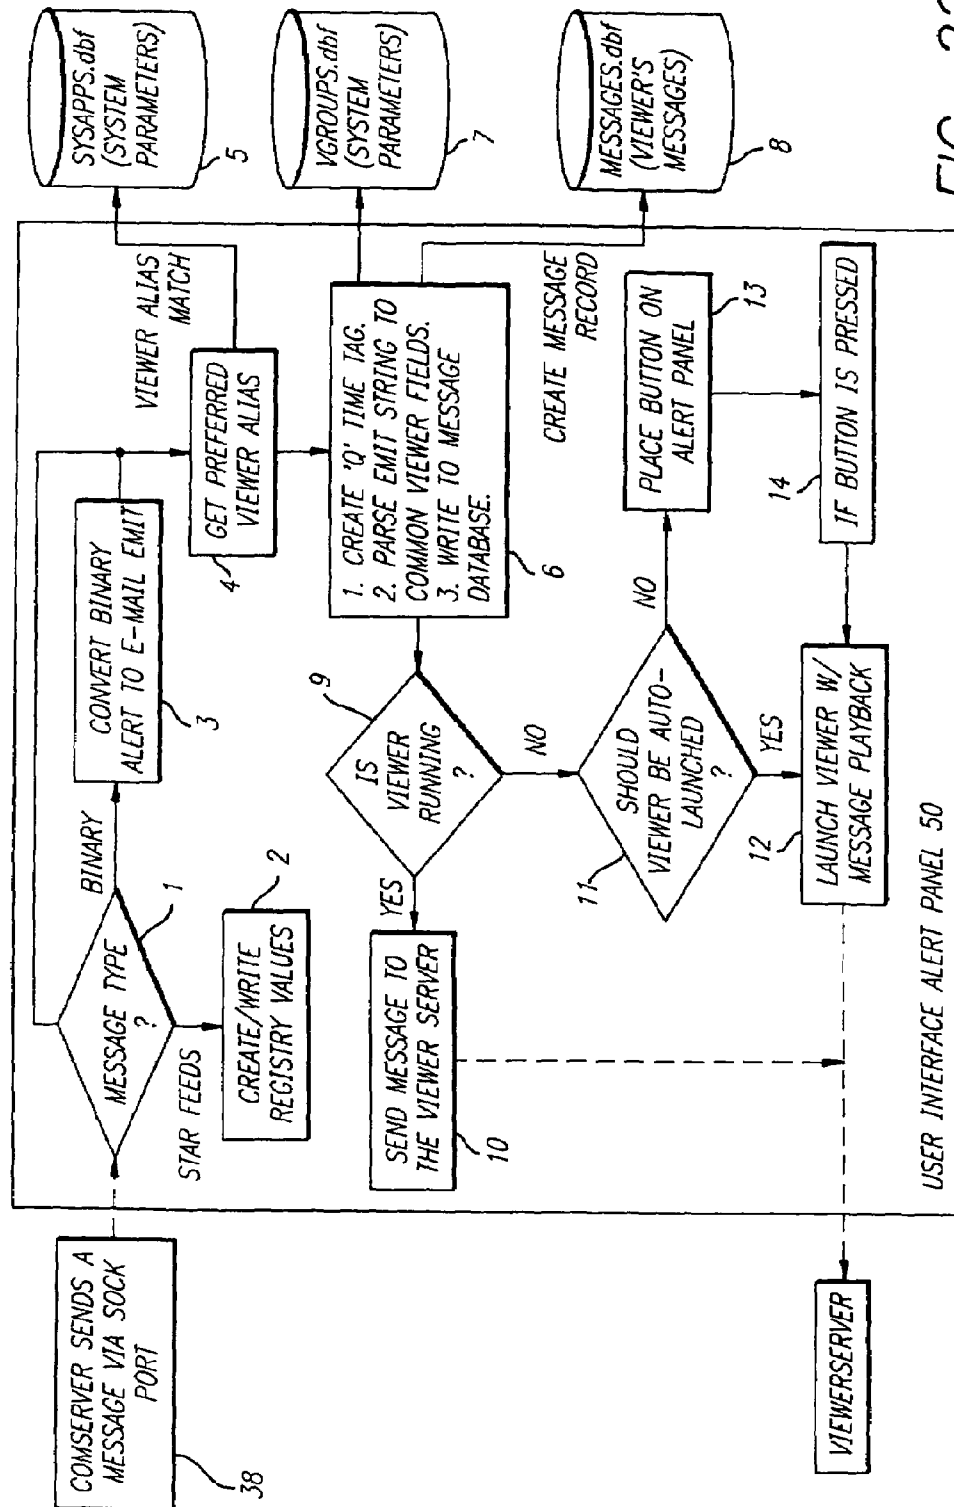 COMSERVER SENDS A
MESSAGE VIA SOCK
PORT
38
MESSAGE TYPE
?
1
BINARY
STAR FEEDS
CREATE/WRITE
REGISTRY VALUES
2
CONVERT BINARY
ALERT TO E-MAIL EMIT
3
GET PREFERRED
VIEWER ALIAS
4
VIEWER ALIAS
MATCH
SYSAPPS.dbf
(SYSTEM
PARAMETERS)
5
1. CREATE 'Q' TIME TAG.
2. PARSE EMIT STRING TO
COMMON VIEWER FIELDS.
3. WRITE TO MESSAGE
DATABASE.
6
VGROUPS.dbf
(SYSTEM
PARAMETERS)
7
CREATE MESSAGE
RECORD
MESSAGES.dbf
(VIEWER'S
MESSAGES)
8
IS
VIEWER
RUNNING
?
9
YES
SEND MESSAGE TO
THE VIEWER SERVER
10
NO
SHOULD
VIEWER BE AUTO-
LAUNCHED
?
11
NO
PLACE BUTTON ON
ALERT PANEL
13
YES
LAUNCH VIEWER W/
MESSAGE PLAYBACK
12
IF BUTTON IS PRESSED
14
VIEWERSERVER
USER INTERFACE ALERT PANEL 50